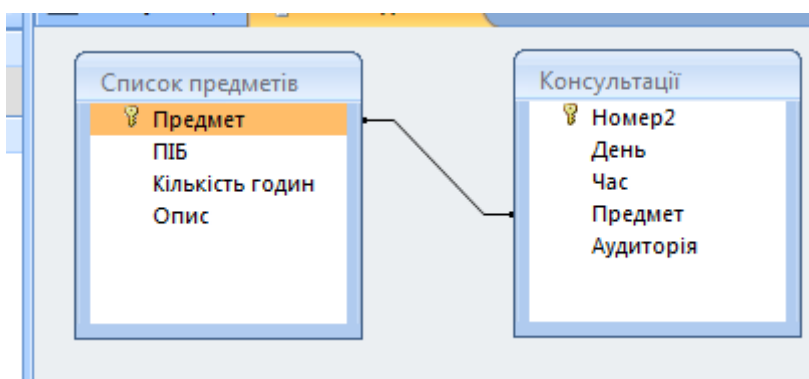 Список предметів
Предмет
ПІБ
Кількість годин
Опис
Консультації
Номер2
День
Час
Предмет
Аудиторія